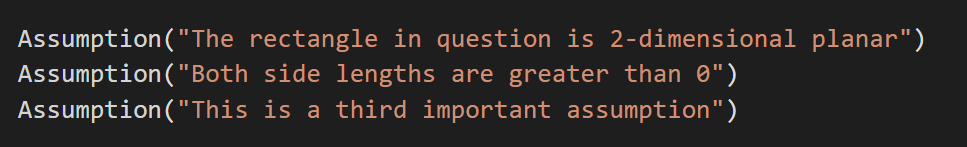 Assumption("The rectangle in question is 2-dimensional planar")
Assumption("Both side lengths are greater than 0")
Assumption("This is a third important assumption")